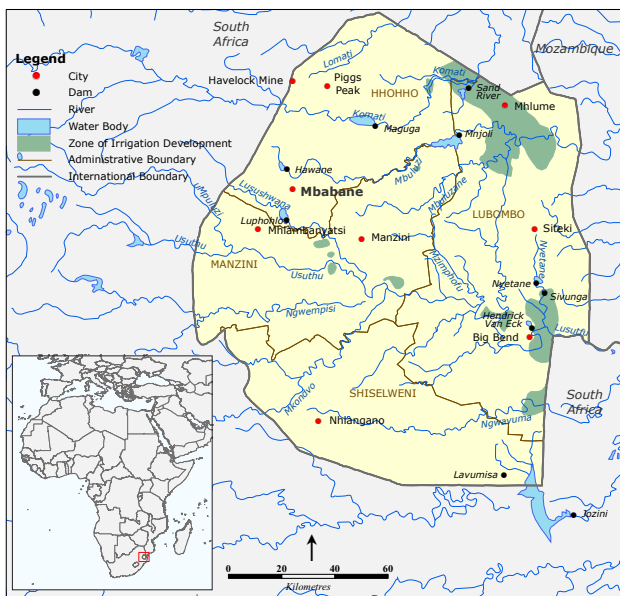 South
Africa
Mozambique
Legend
City
Dam
River
Water Body
Zone of Irrigation Development
Administrative Boundary
International Boundary
Havelock Mine
Piggs
Peak
Lomati
HHOHHO
Komati
Sand
River
Mhlume
Komati
Maguga
Mnjoli
Hawane
Mbuluzi
Mbabane
Lusushwana
UMpuluzi
Mbuluzane
Luphohlo
Mhlambanyatsi
Manzini
LUBOMBO
Siteki
Usuthu
MANZINI
Usuthu
Mzimphofu
Nyetane
Nyetane
Sivunga
Ngwempisi
Hendrick
Van Eck
Lusutfu
Big Bend
SHISELWENI
Mkondvo
South
Africa
Nhlangano
Ngwavuma
Lavumisa
Jozini
0 20 40 60
Kilometres